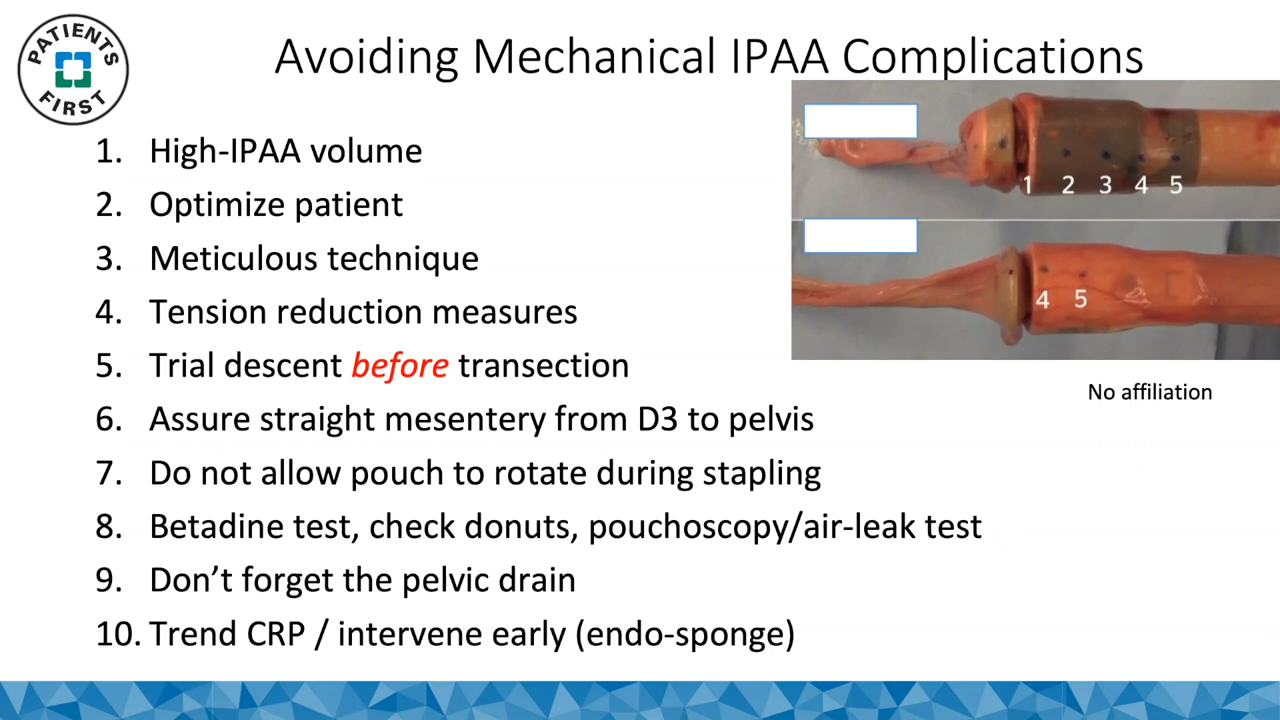 PATIENTS
FIRST
Avoiding Mechanical IPAA Complications
1. High-IPAA volume
2. Optimize patient
3. Meticulous technique
4. Tension reduction measures
5. Trial descent before transection
6. Assure straight mesentery from D3 to pelvis
7. Do not allow pouch to rotate during stapling
8. Betadine test, check donuts, pouchoscopy/air-leak test
9. Don’t forget the pelvic drain
10. Trend CRP / intervene early (endo-sponge)
1 2 3 4 5
4 5
No affiliation